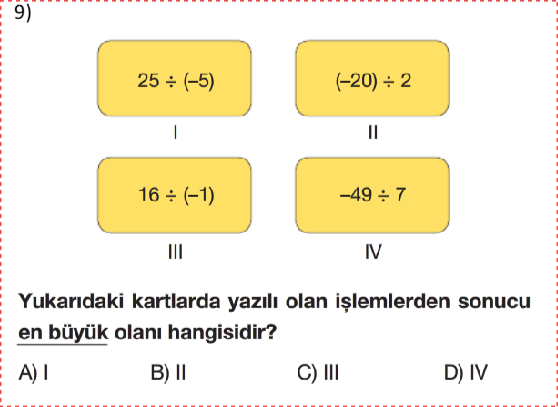 9)
25 ÷ (–5)
(–20) ÷ 2
I
II
16 ÷ (–1)
–49 ÷ 7
III
IV
Yukarıdaki kartlarda yazılı olan işlemlerden sonucu
en büyük olanı hangisidir?
A) I B) II C) III D) IV